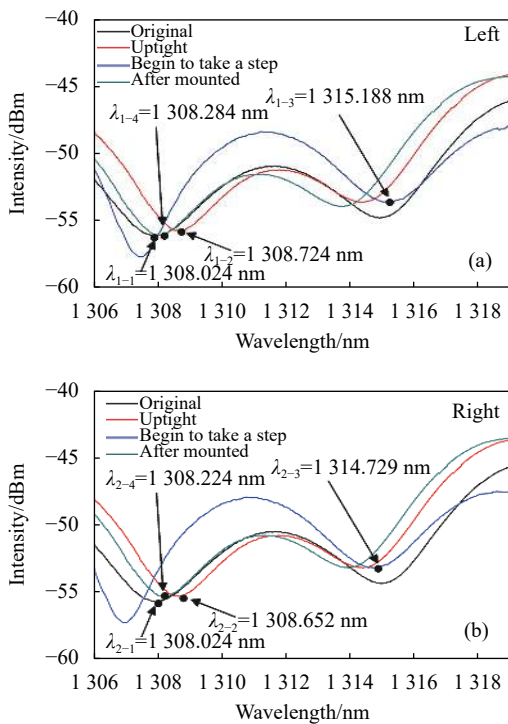 Original
Left
Uptight
Begin to take a step
After mounted
λ1−3=1 315.188 nm
λ1−4=1 308.284 nm
λ1−2=1 308.724 nm
λ1−1=1 308.024 nm
(a)
−40
−45
−50
−55
−60
Intensity/dBm
1 306 1 308 1 310 1 312 1 314 1 316 1 318
Wavelength/nm
Original
Right
Uptight
Begin to take a step
After mounted
λ2−3=1 314.729 nm
λ2−4=1 308.224 nm
λ2−2=1 308.652 nm
λ2−1=1 308.024 nm
(b)
−40
−45
−50
−55
−60
Intensity/dBm
1 306 1 308 1 310 1 312 1 314 1 316 1 318
Wavelength/nm